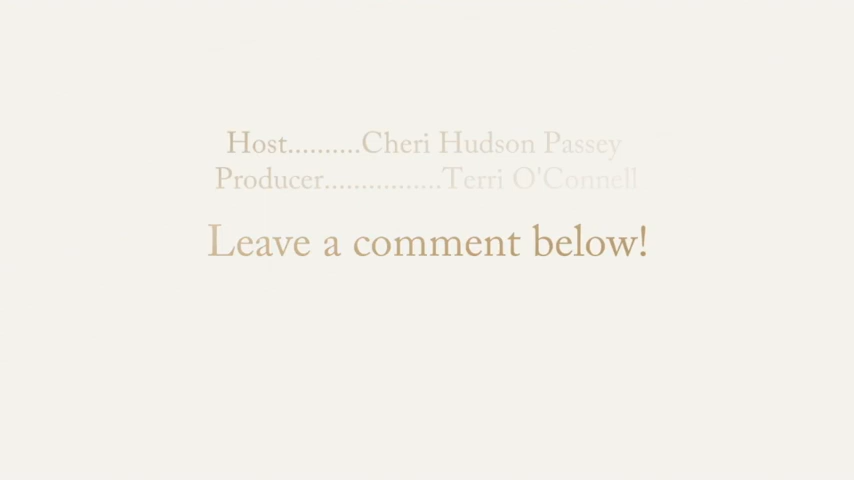 Host..........Cheri Hudson Passey
Producer................Terri O'Connell
Leave a comment below!